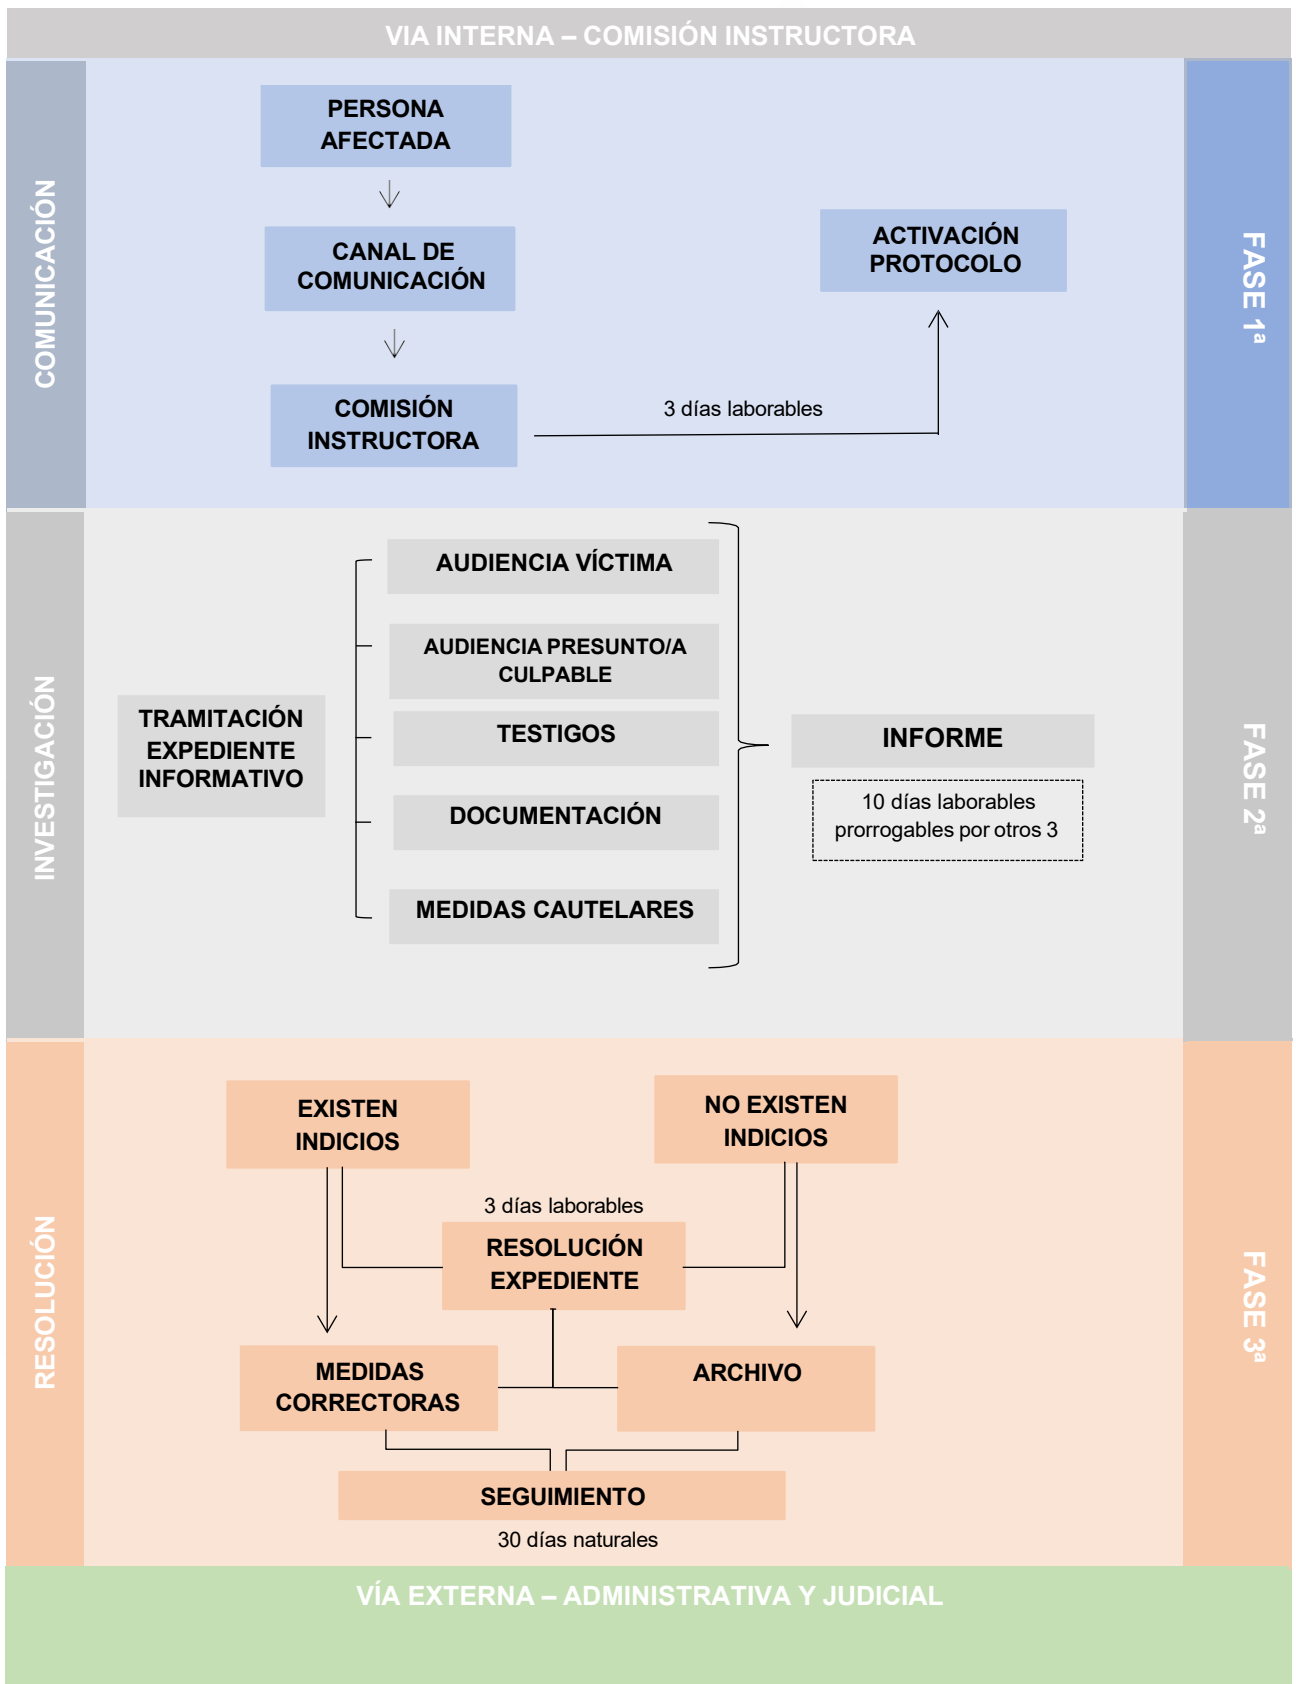 VIA INTERNA – COMISIÓN INSTRUCTORA
COMUNICACIÓN
PERSONA
AFECTADA
CANAL DE
COMUNICACIÓN
COMISIÓN
INSTRUCTORA
3 días laborables
ACTIVACIÓN
PROTOCOLO
FASE 1ª
INVESTIGACIÓN
TRAMITACIÓN
EXPEDIENTE
INFORMATIVO
AUDIENCIA VÍCTIMA
AUDIENCIA PRESUNTO/A
CULPABLE
TESTIGOS
DOCUMENTACIÓN
MEDIDAS CAUTELARES
INFORME
10 días laborables
prorrogables por otros 3
FASE 2ª
RESOLUCIÓN
EXISTEN
INDICIOS
NO EXISTEN
INDICIOS
3 días laborables
RESOLUCIÓN
EXPEDIENTE
MEDIDAS
CORRECTORAS
ARCHIVO
SEGUIMIENTO
30 días naturales
FASE 3ª
VÍA EXTERNA – ADMINISTRATIVA Y JUDICIAL